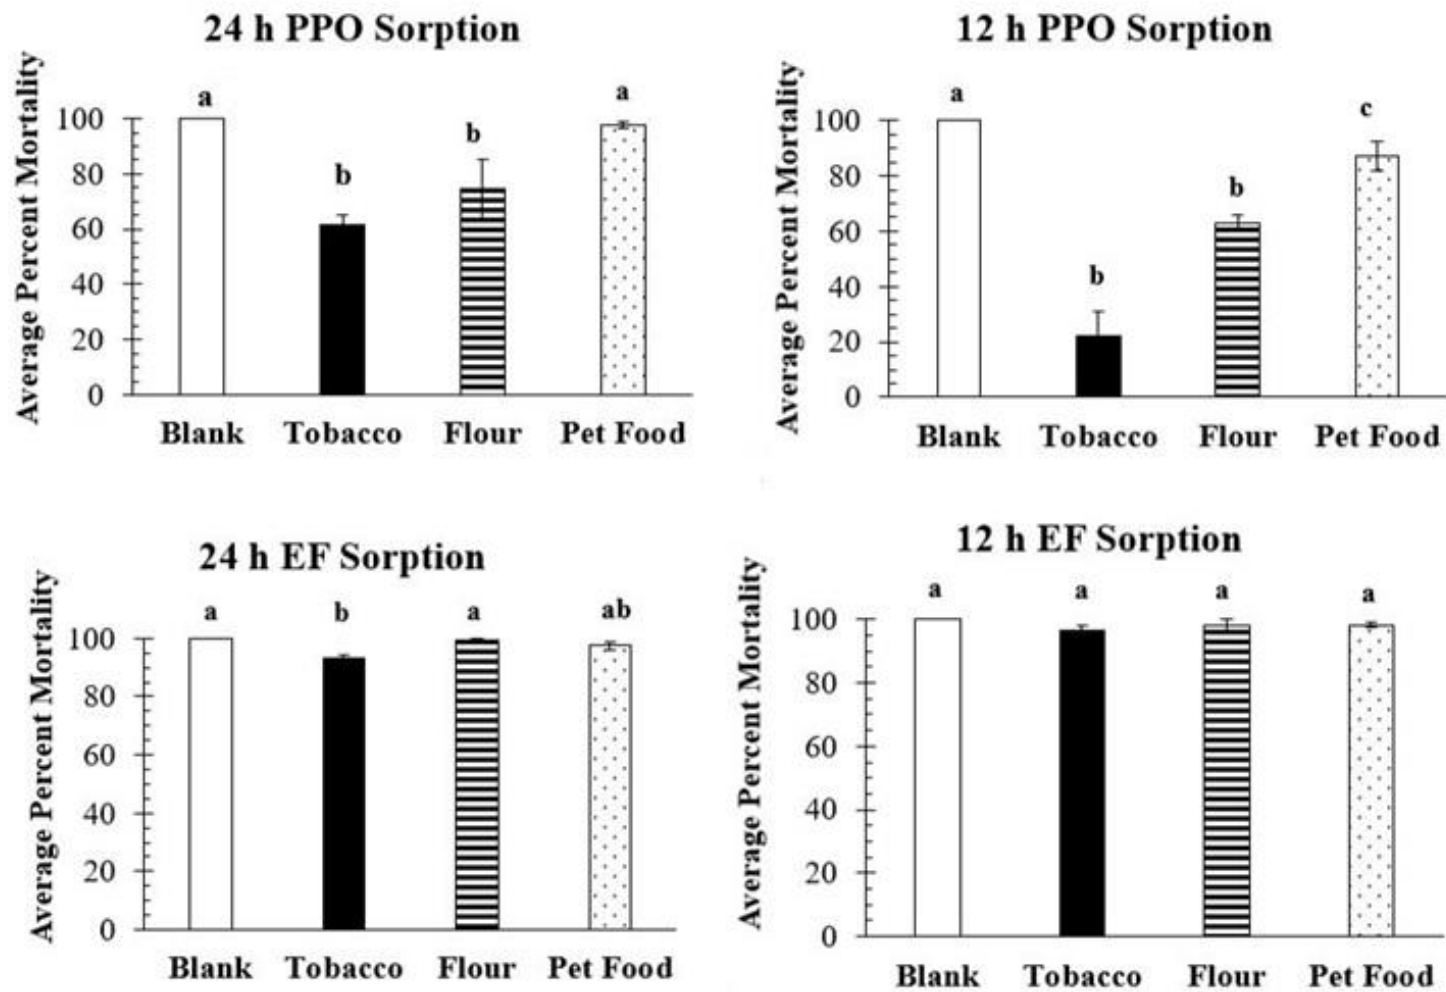 24 h PPO Sorption
Average Percent Mortality
100
80
60
40
20
0
a
b
b
a
Blank Tobacco Flour Pet Food
12 h PPO Sorption
Average Percent Mortality
100
80
60
40
20
0
a
b
b
c
Blank Tobacco Flour Pet Food
24 h EF Sorption
Average Percent Mortality
100
80
60
40
20
0
a
b
a
ab
Blank Tobacco Flour Pet Food
12 h EF Sorption
Average Percent Mortality
100
80
60
40
20
0
a
a
a
a
Blank Tobacco Flour Pet Food